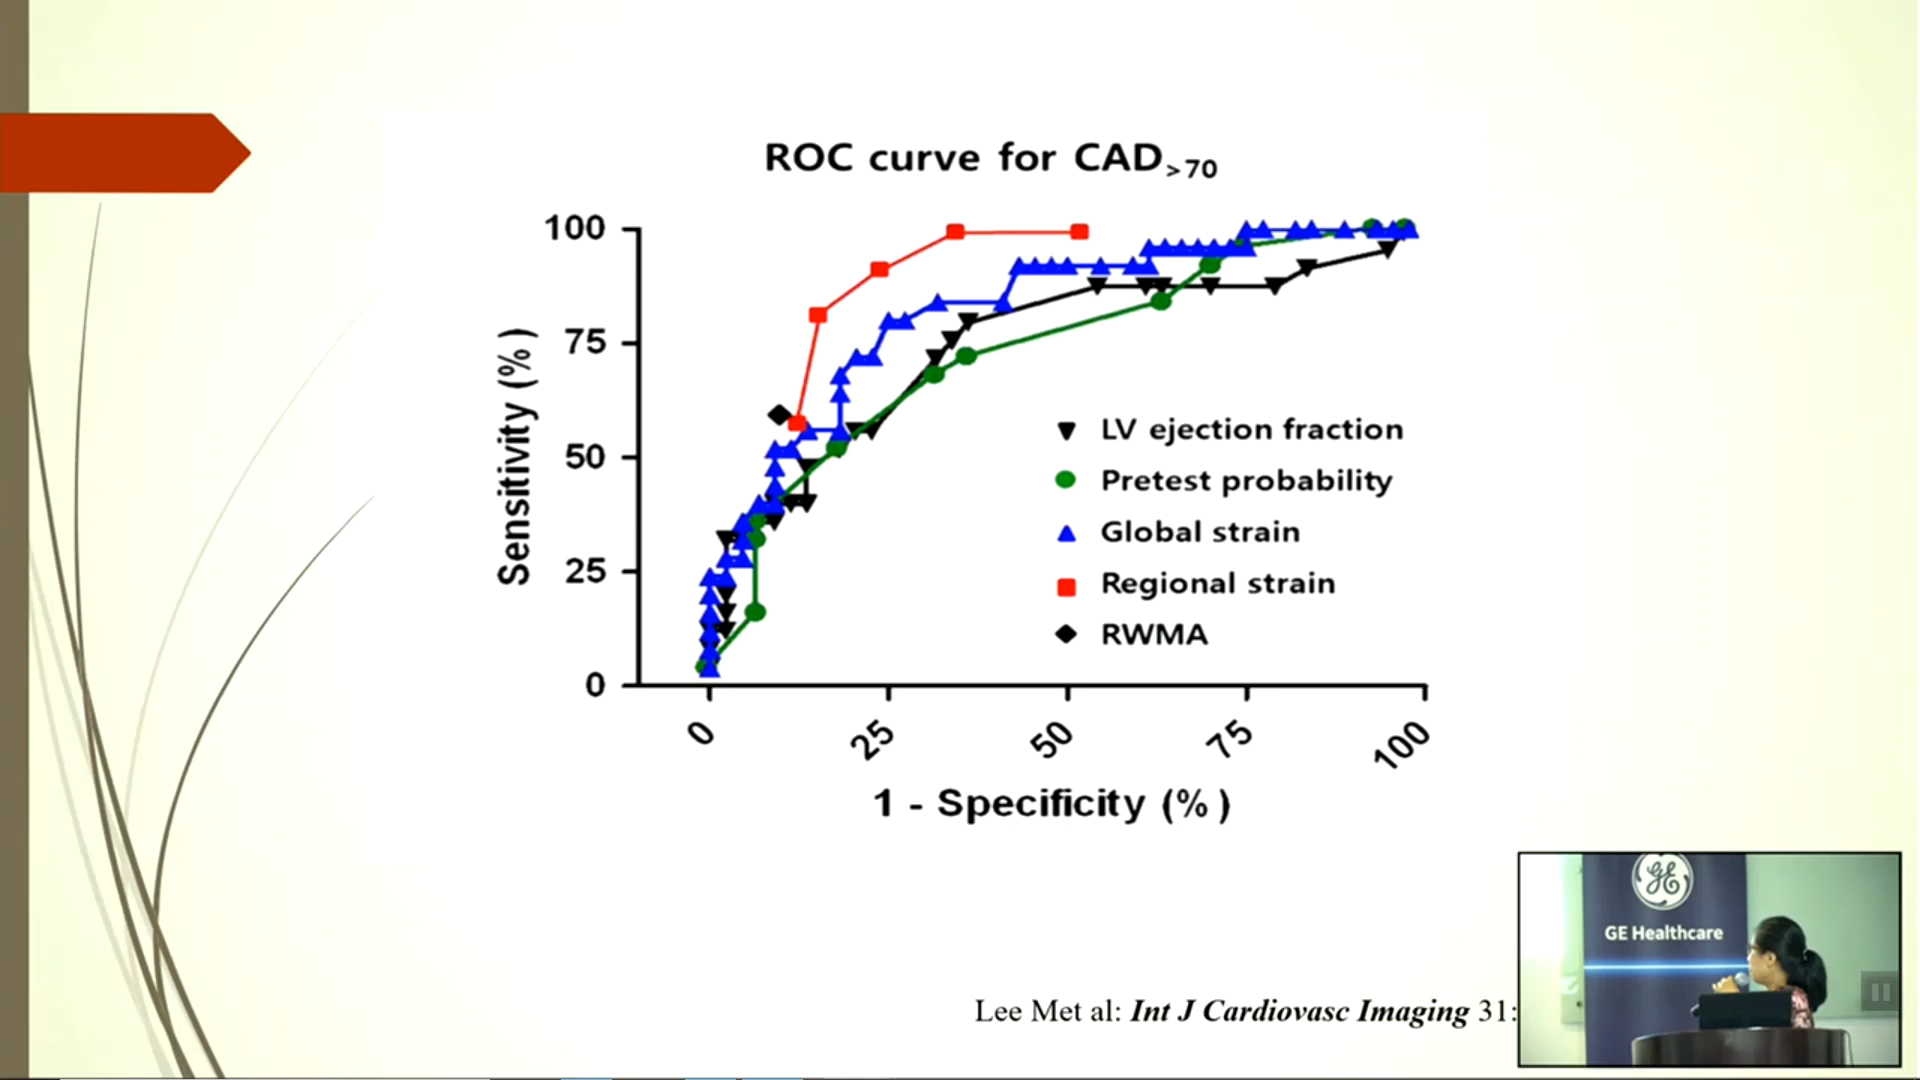 ROC curve for CAD>70
100
75
50
25
0
Sensitivity (%)
LV ejection fraction
Pretest probability
Global strain
Regional strain
RWMA
0
25
50
75
100
1 - Specificity (%)
GE
GE Healthcare
Lee Met al: Int J Cardiovasc Imaging 31: